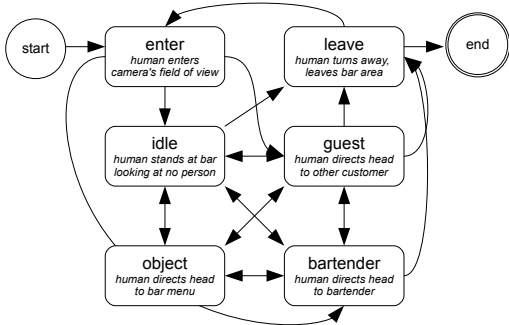 start
enter
human enters
camera's field of view
leave
human turns away,
leaves bar area
end
idle
human stands at bar
looking at no person
guest
human directs head
to other customer
object
human directs head
to bar menu
bartender
human directs head
to bartender